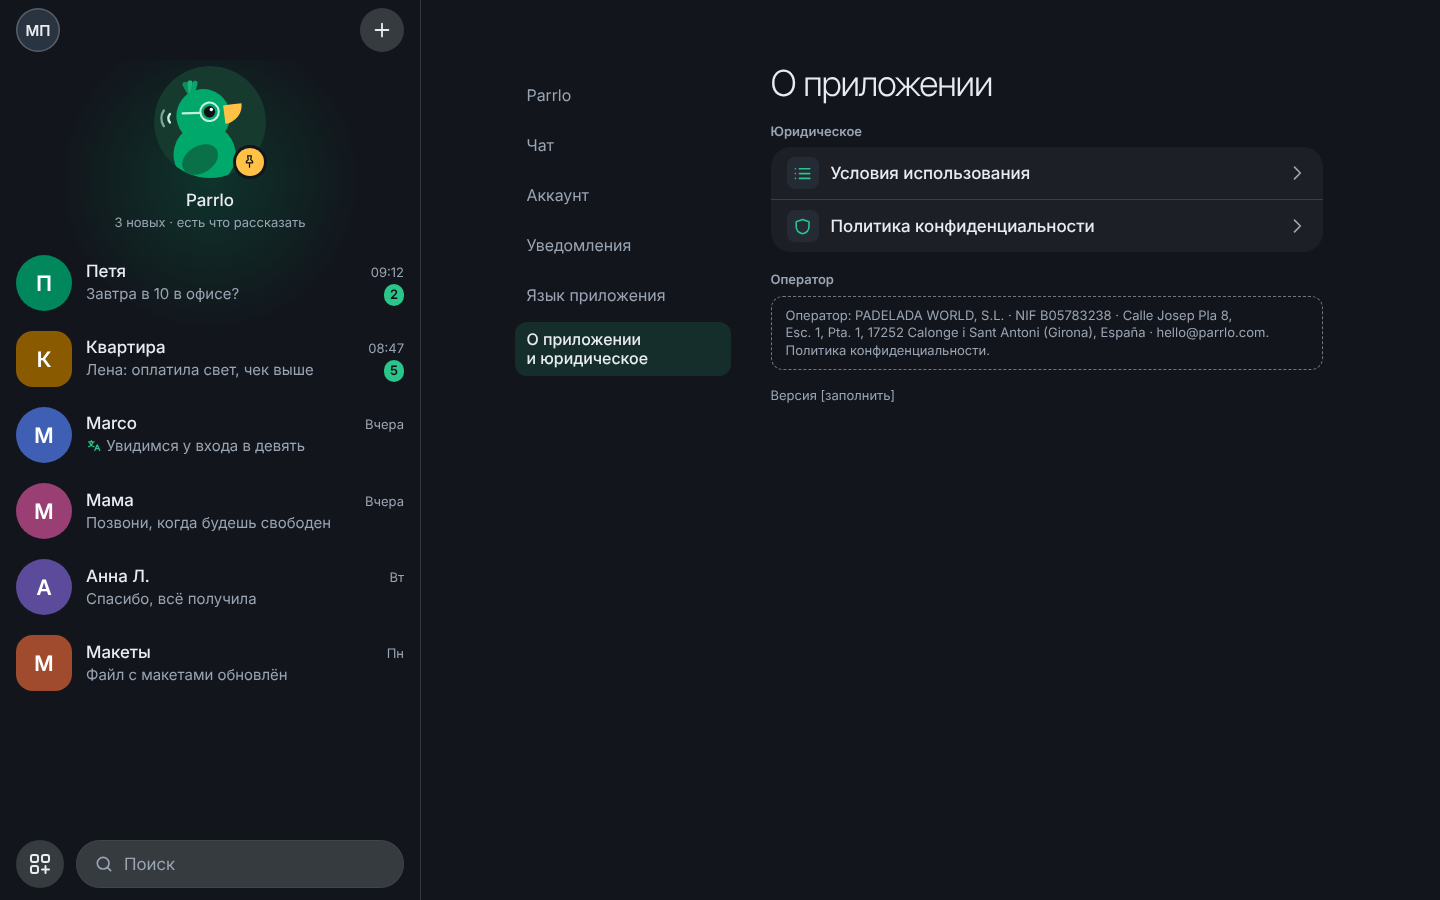 МП
Parrlo
3 новых · есть что рассказать
П
Петя
09:12
Завтра в 10 в офисе?
2
К
Квартира
08:47
Лена: оплатила свет, чек выше
5
M
Marco
Вчера
Увидимся у входа в девять
М
Мама
Вчера
Позвони, когда будешь свободен
А
Анна Л.
Вт
Спасибо, всё получила
М
Макеты
Пн
Файл с макетами обновлён
Поиск
Parrlo
Чат
Аккаунт
Уведомления
Язык приложения
О приложении
и юридическое
О приложении
Юридическое
Условия использования
Политика конфиденциальности
Оператор
Оператор: PADELADA WORLD, S.L. · NIF B05783238 · Calle Josep Pla 8,
Esc. 1, Pta. 1, 17252 Calonge i Sant Antoni (Girona), España · hello@parrlo.com.
Политика конфиденциальности.
Версия [заполнить]